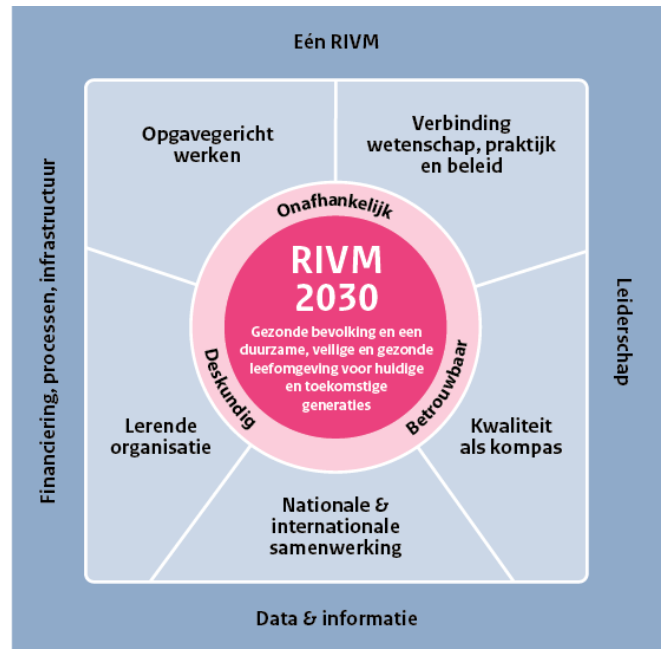 Eén RIVM
Opgavegericht
werken
Verbinding
wetenschap, praktijk
en beleid
Financiering, processen, infrastructuur
Leiderschap
Onafhankelijk
RIVM
2030
Gezonde bevolking en een
duurzame, veilige en gezonde
leefomgeving voor huidige
en toekomstige
generaties
Deskundig
Betrouwbaar
Lerende
organisatie
Kwaliteit
als kompas
Nationale &
internationale
samenwerking
Data & informatie